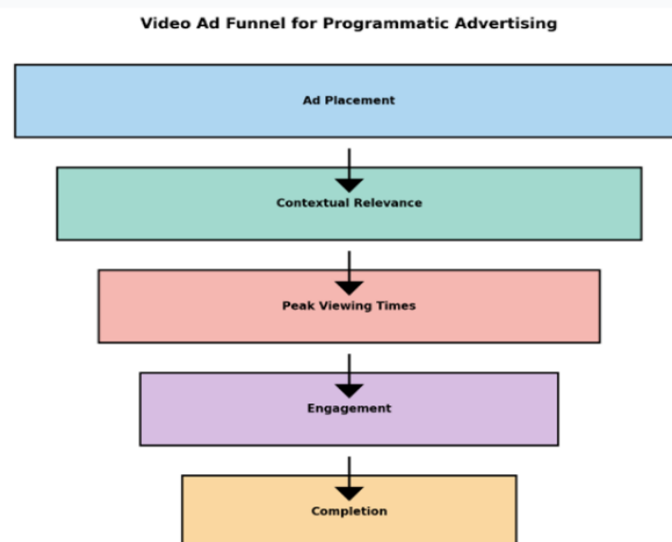 Video Ad Funnel for Programmatic Advertising
Ad Placement
Contextual Relevance
Peak Viewing Times
Engagement
Completion